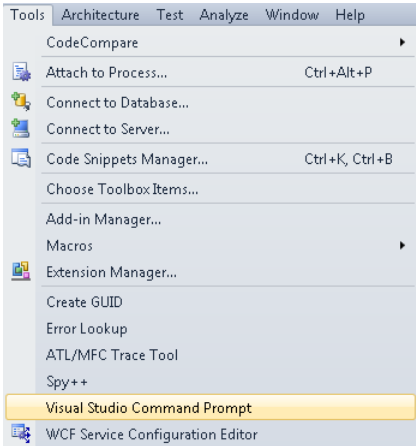 Tools Architecture Test Analyze Window Help
CodeCompare
Attach to Process... Ctrl+Alt+P
Connect to Database...
Connect to Server...
Code Snippets Manager... Ctrl+K, Ctrl+B
Choose Toolbox Items...
Add-in Manager...
Macros
Extension Manager...
Create GUID
Error Lookup
ATL/MFC Trace Tool
Spy++
Visual Studio Command Prompt
WCF Service Configuration Editor